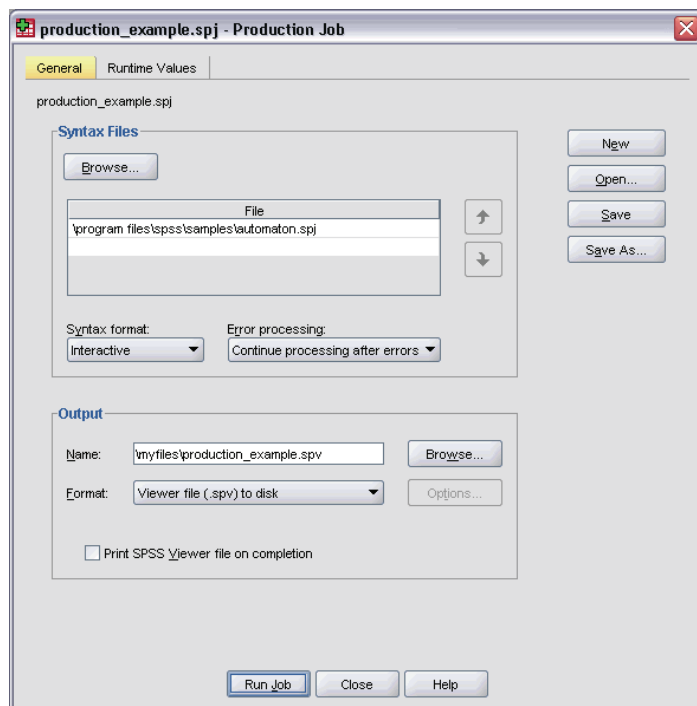 production_example.spj - Production Job
General Runtime Values
production_example.spj
Syntax Files
Browse...
File
\program files\spss\samples\automaton.spj
Syntax format: Error processing:
Interactive Continue processing after errors
New
Open...
Save
Save As...
Output
Name: \myfiles\production_example.spv Browse...
Format: Viewer file (.spv) to disk Options...
Print SPSS Viewer file on completion
Run Job Close Help